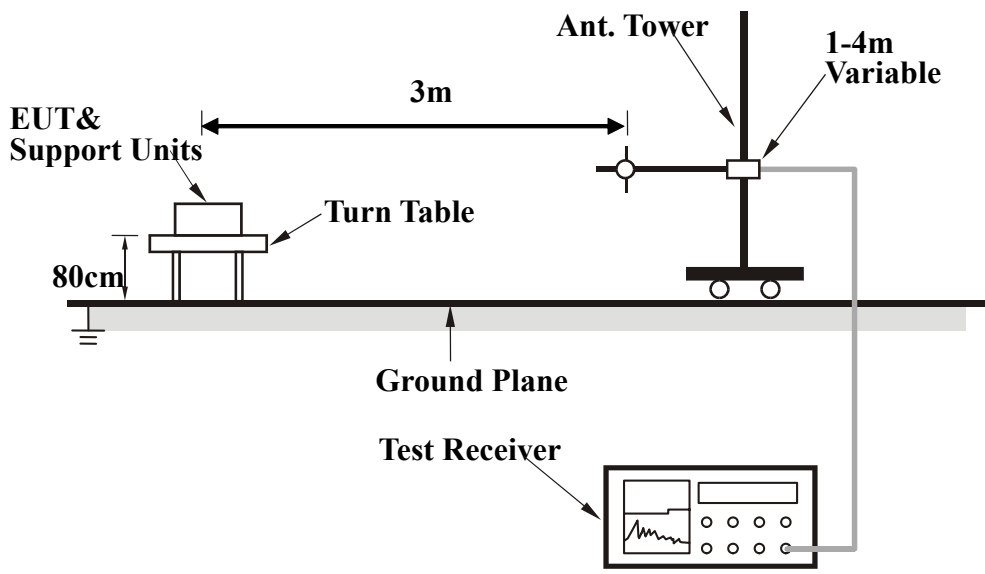 Ant. Tower
1-4m
Variable
3m
EUT&
Support Units
Turn Table
80cm
Ground Plane
Test Receiver